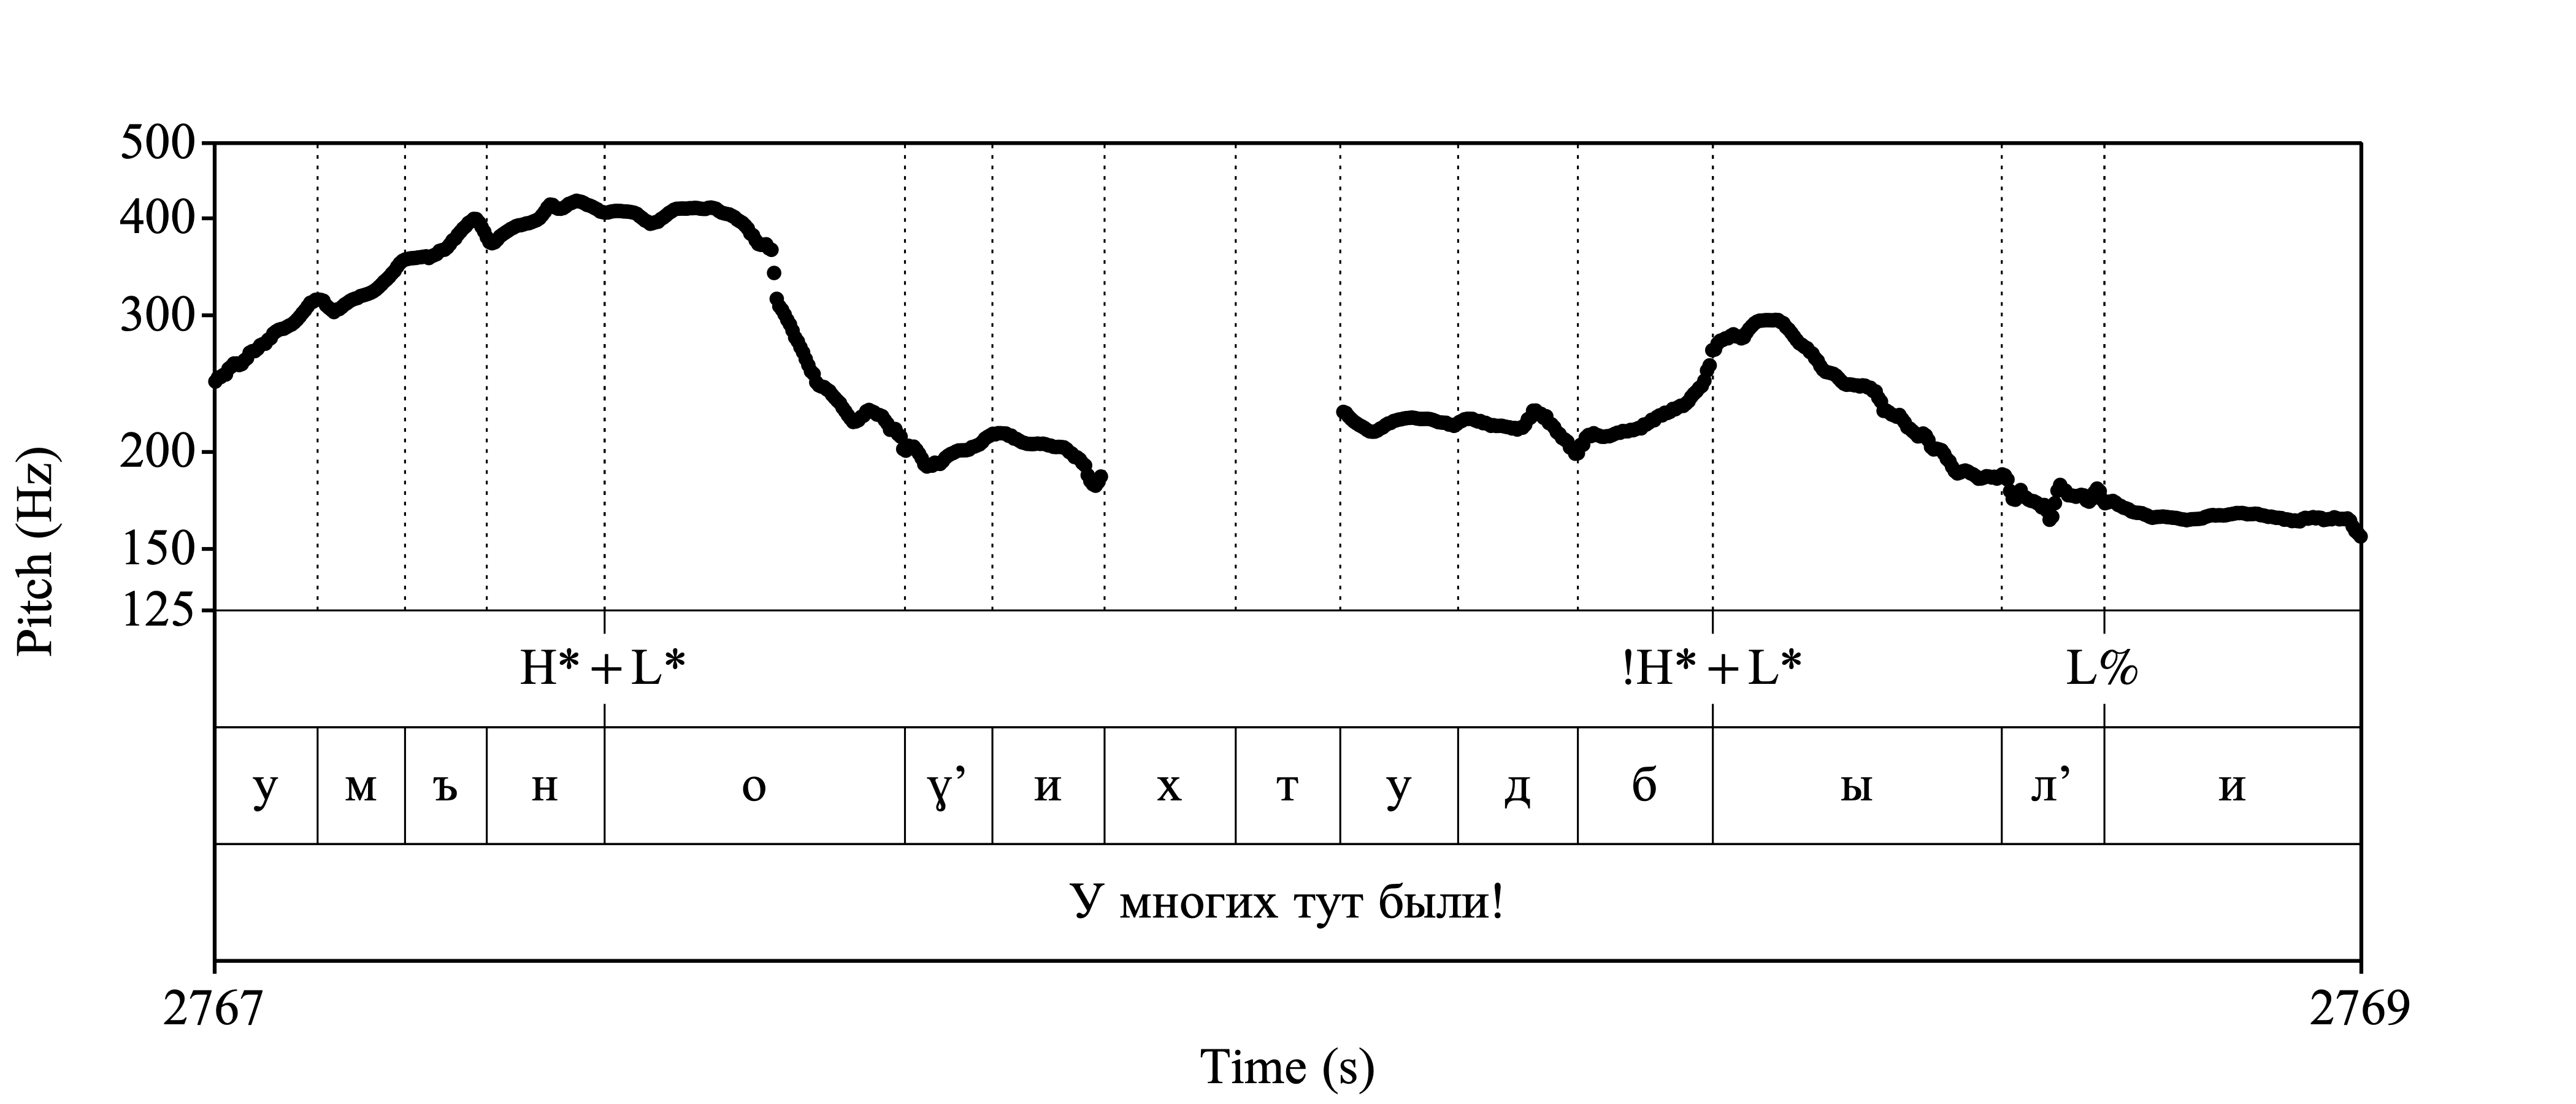 500
400
300
200
150
125
Pitch (Hz)
H* + L* !H* + L* L%
у м ъ н о ɣ’ и х т у д б ы л’ и
У многих тут были!
2767 2769
Time (s)